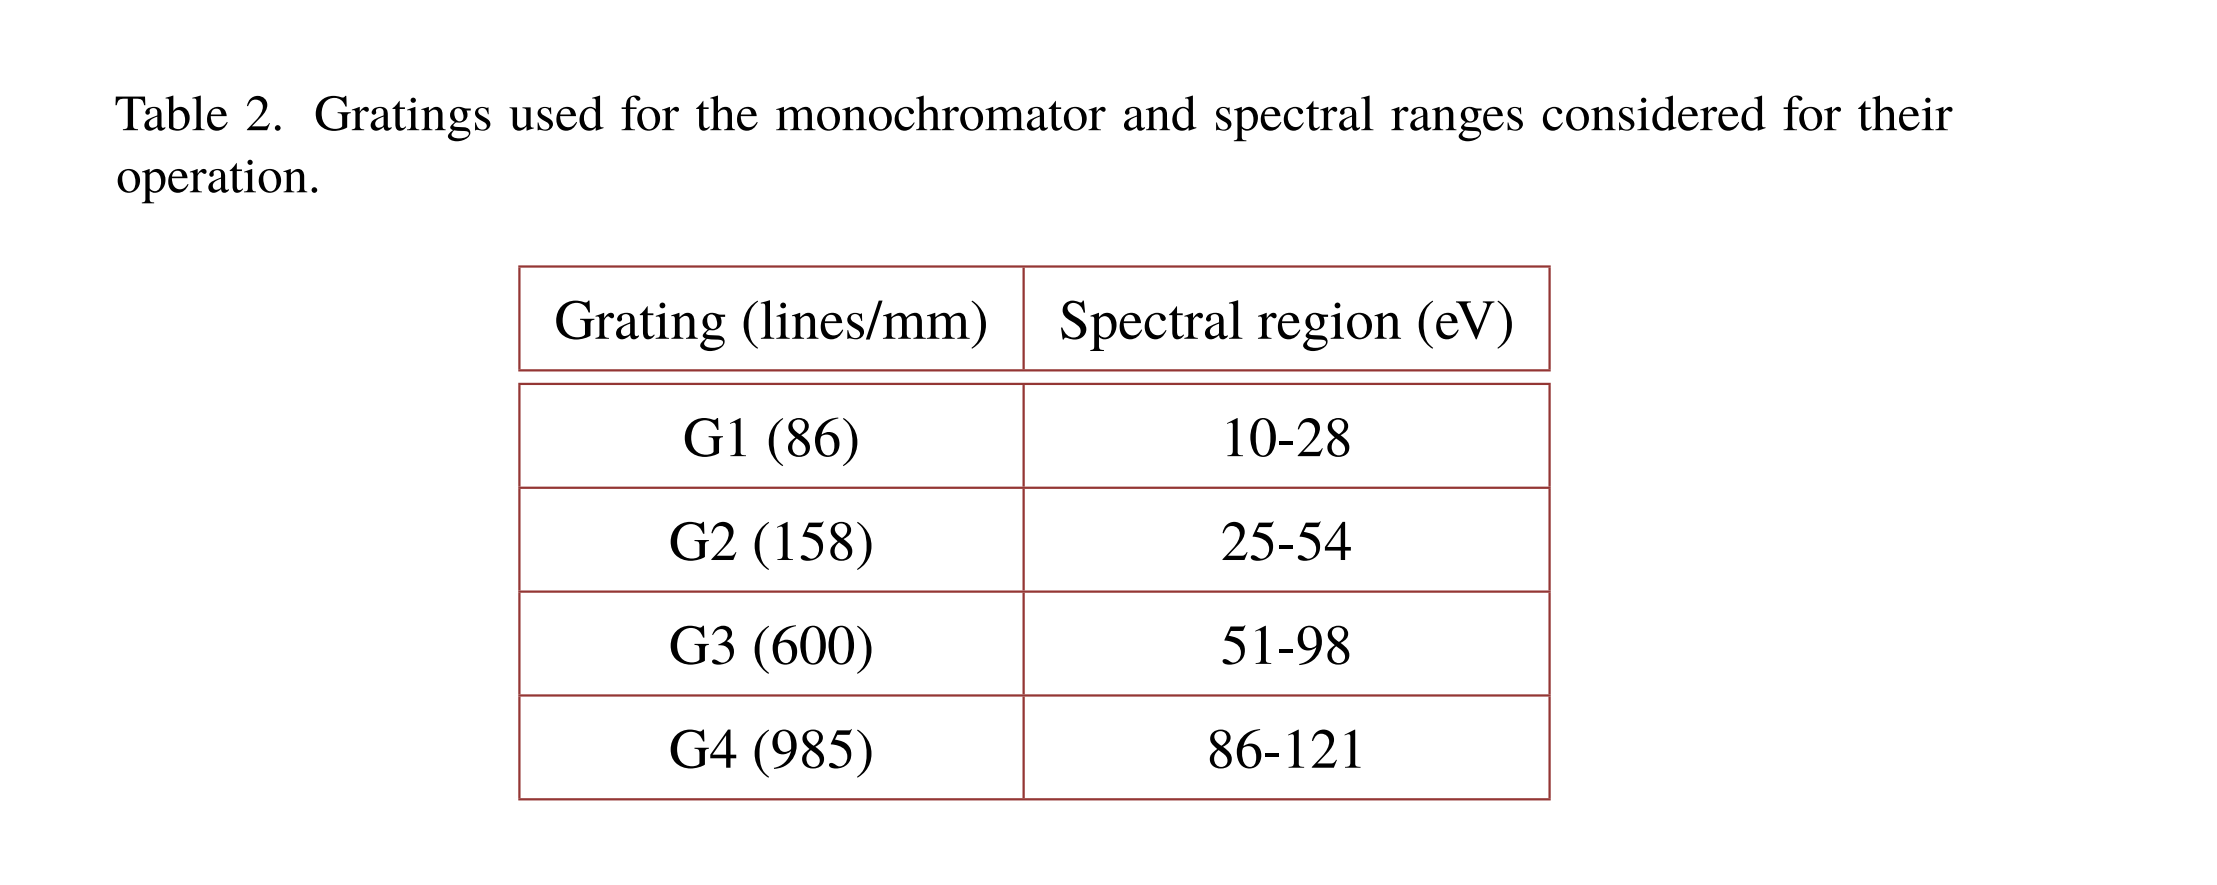 Table 2. Gratings used for the monochromator and spectral ranges considered for their
operation.
Grating (lines/mm) Spectral region (eV)
G1 (86) 10-28
G2 (158) 25-54
G3 (600) 51-98
G4 (985) 86-121